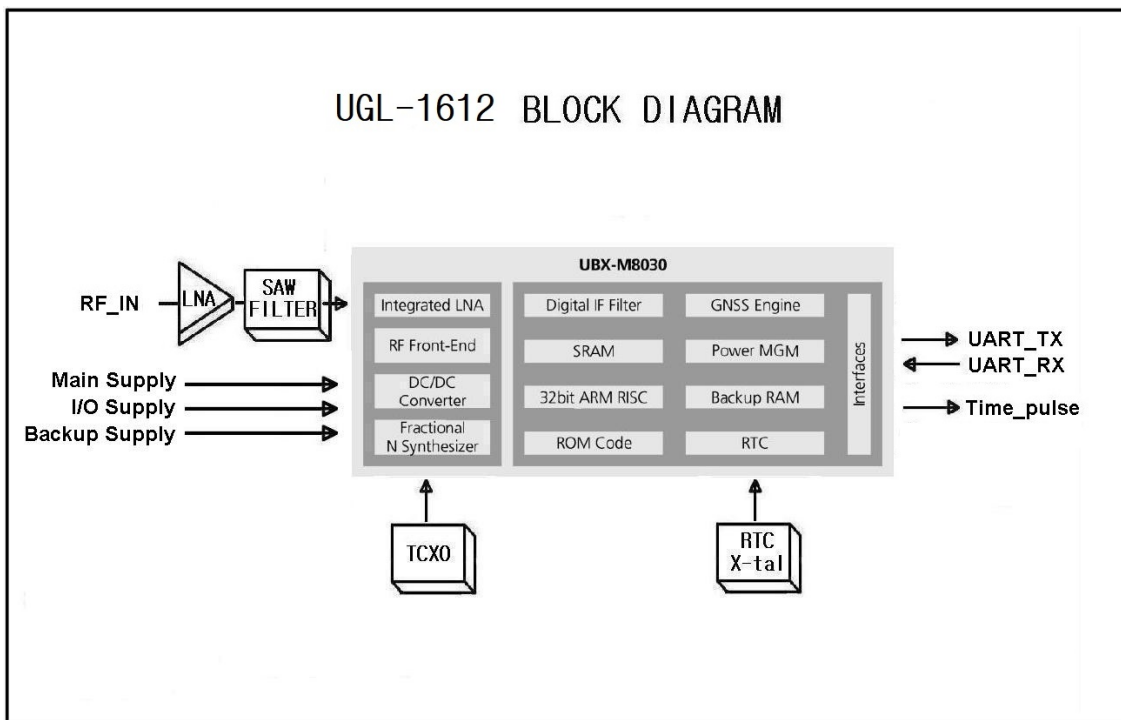 UGL-1612 BLOCK DIAGRAM
UBX-M8030
RF_IN
LNA
SAW
FILTER
Main Supply
I/O Supply
Backup Supply
Integrated LNA
RF Front-End
DC/DC
Converter
Fractional
N Synthesizer
Digital IF Filter
SRAM
32bit ARM RISC
ROM Code
GNSS Engine
Power MGM
Backup RAM
RTC
Interfaces
UART_TX
UART_RX
Time_pulse
TCXO
RTC
X-tal